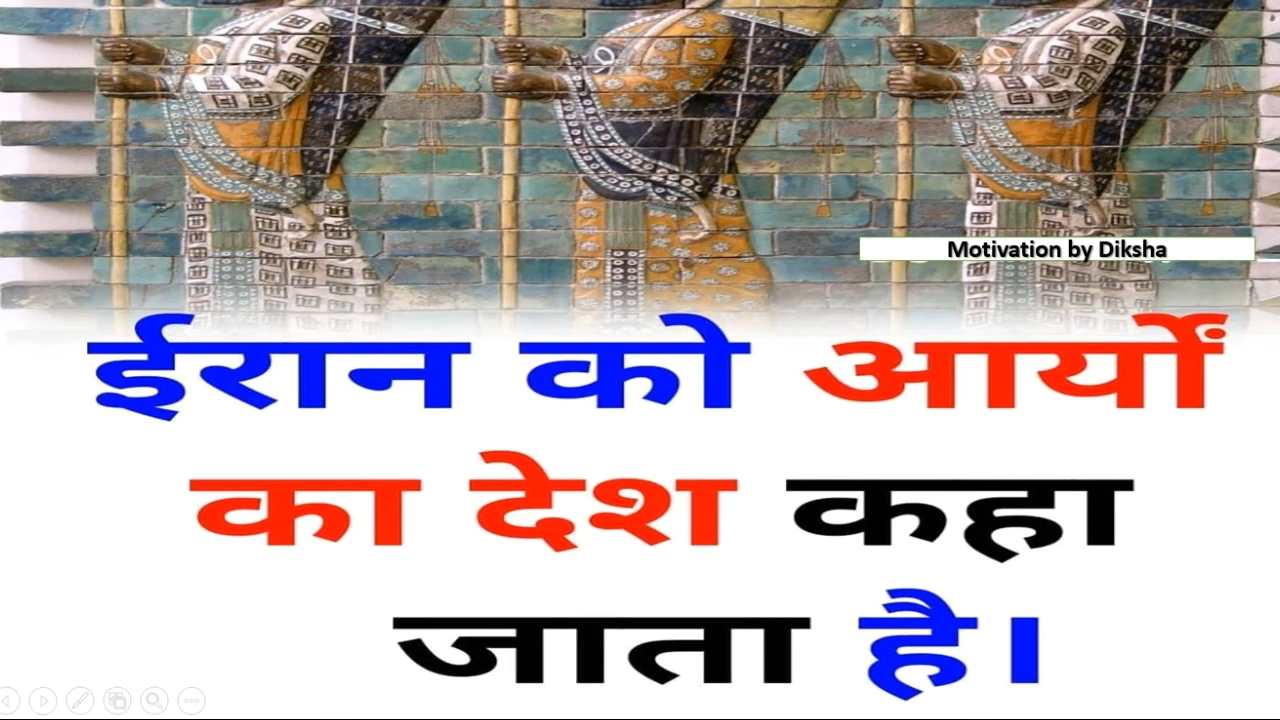 Motivation by Diksha
ईरान को आर्यों
का देश कहा
जाता है।